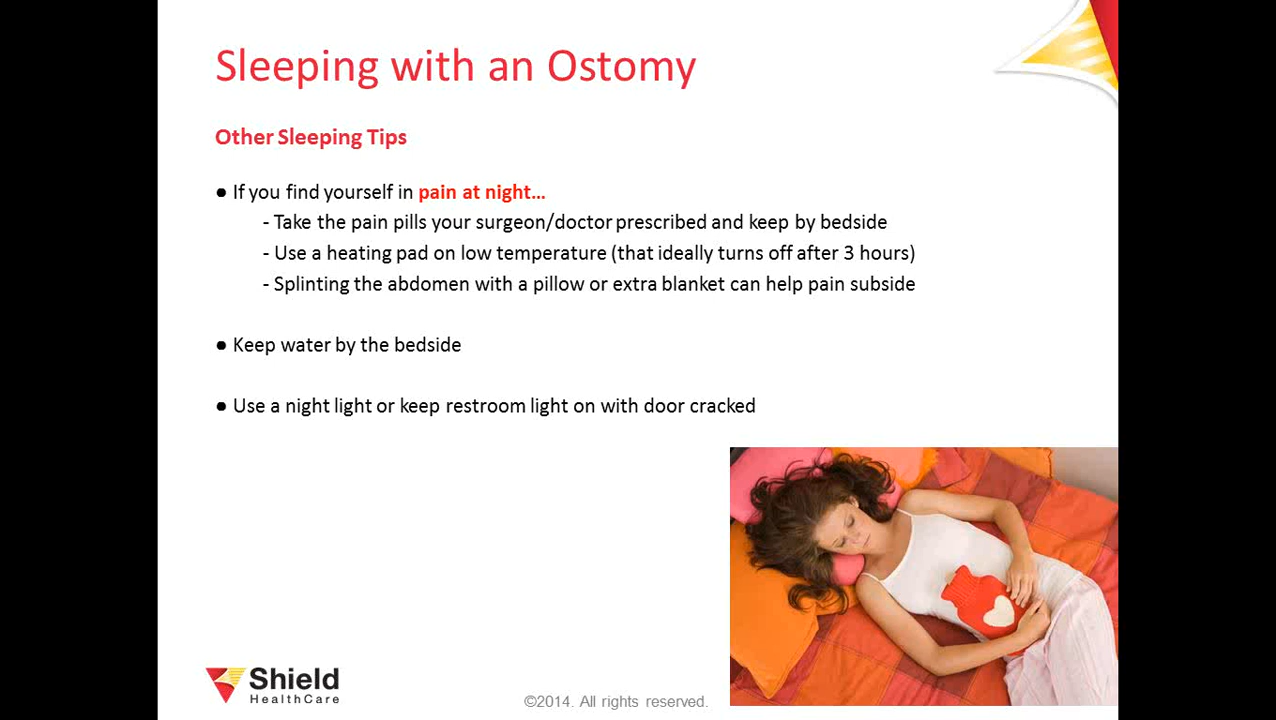 Sleeping with an Ostomy
Other Sleeping Tips
● If you find yourself in pain at night...
- Take the pain pills your surgeon/doctor prescribed and keep by bedside
- Use a heating pad on low temperature (that ideally turns off after 3 hours)
- Splinting the abdomen with a pillow or extra blanket can help pain subside
● Keep water by the bedside
● Use a night light or keep restroom light on with door cracked
Shield
HealthCare
©2014. All rights reserved.